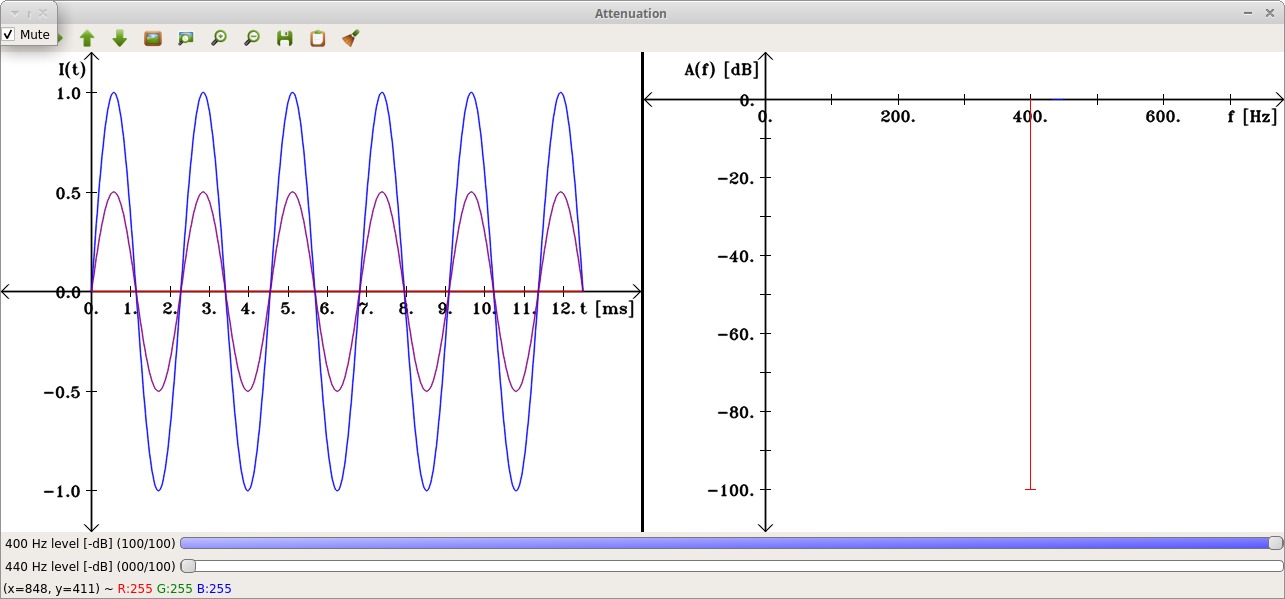 Attenuation
Mute
I(t)
1.0
0.5
0.0
−0.5
−1.0
0. 1. 2. 3. 4. 5. 6. 7. 8. 9. 10. 11. 12. t [ms]
A(f) [dB]
0.
0. 200. 400. 600. f [Hz]
−20.
−40.
−60.
−80.
−100.
400 Hz level [-dB] (100/100)
440 Hz level [-dB] (000/100)
(x=848, y=411) ~ R:255 G:255 B:255